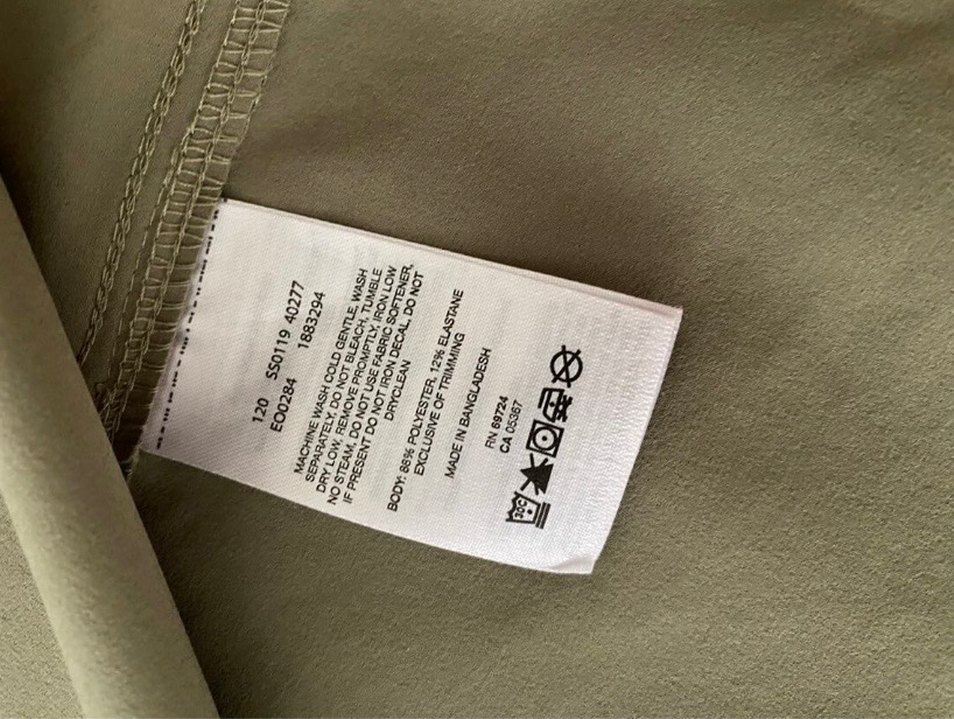 120 SS0119 40277
EO0284 1883294
MACHINE WASH COLD GENTLE, WASH
SEPARATELY, DO NOT BLEACH, TUMBLE
DRY LOW, REMOVE PROMPTLY, IRON LOW
NO STEAM, DO NOT USE FABRIC SOFTENER,
IF PRESENT DO NOT IRON DECAL, DO NOT
DRYCLEAN
BODY: 88% POLYESTER, 12% ELASTANE
EXCLUSIVE OF TRIMMING
MADE IN BANGLADESH
RN 69724
CA 05367
30C